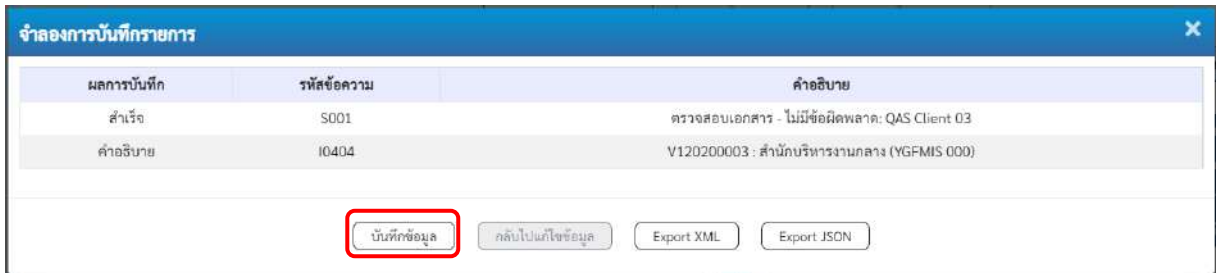 จำลองการบันทึกรายการ
ผลการบันทึก รหัสข้อความ คำอธิบาย
สำเร็จ S001 ตรวจสอบเอกสาร - ไม่มีข้อผิดพลาด: QAS Client 03
คำอธิบาย I0404 V120200003 : สำนักบริหารงานกลาง (YGFMIS 000)
บันทึกข้อมูล กลับไปแก้ไขข้อมูล Export XML Export JSON